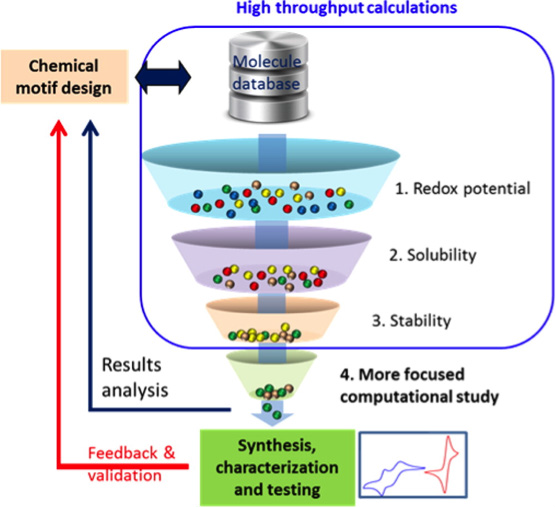 High throughput calculations
Chemical
motif design
Molecule
database
1. Redox potential
2. Solubility
3. Stability
Results
analysis
4. More focused
computational study
Feedback &
validation
Synthesis,
characterization
and testing